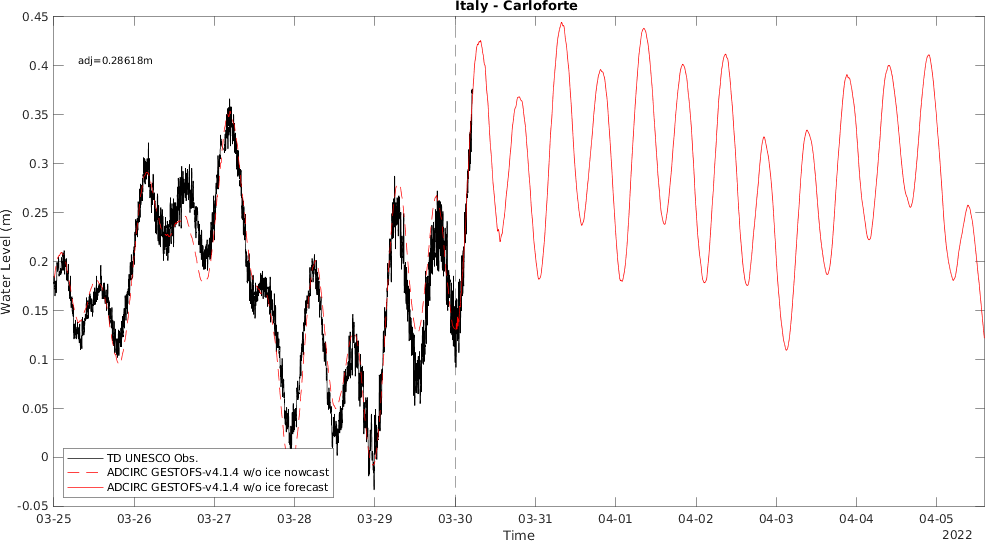 Italy - Carloforte
adj=0.28618m
0.45
0.4
0.35
0.3
0.25
0.2
0.15
0.1
0.05
0
-0.05
Water Level (m)
TD UNESCO Obs.
ADCIRC GESTOFS-v4.1.4 w/o ice nowcast
ADCIRC GESTOFS-v4.1.4 w/o ice forecast
03-25 03-26 03-27 03-28 03-29 03-30 03-31 04-01 04-02 04-03 04-04 04-05
Time
2022